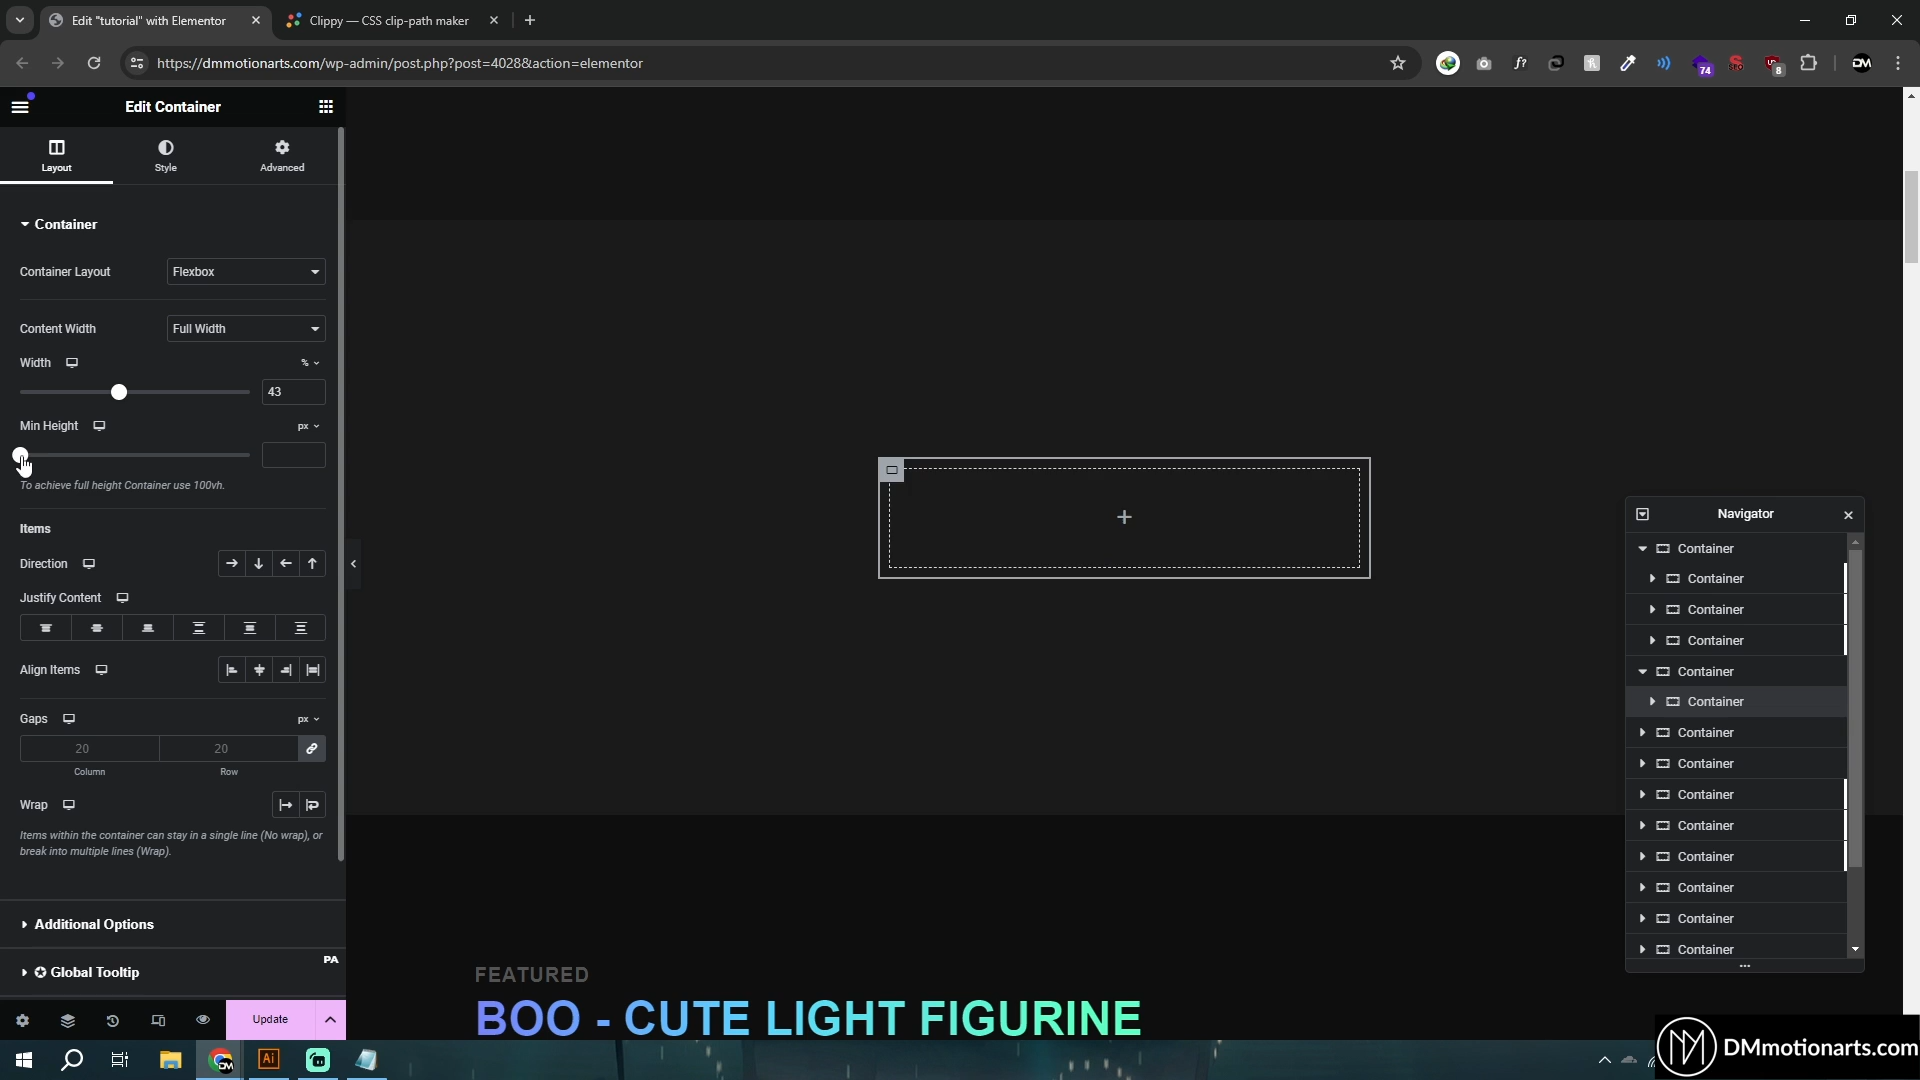 Edit "tutorial" with Elementor
Clippy — CSS clip-path maker
https://dmmotionarts.com/wp-admin/post.php?post=4028&action=elementor
f?
74
SPO
8
DM
Edit Container
Layout
Style
Advanced
Container
Container Layout
Flexbox
Content Width
Full Width
Width
%
43
Min Height
px
To achieve full height Container use 100vh.
Items
Direction
Justify Content
Align Items
Gaps
px
20
20
Column
Row
Wrap
Items within the container can stay in a single line (No wrap), or
break into multiple lines (Wrap).
Additional Options
PA
Global Tooltip
Update
Navigator
Container
Container
Container
Container
Container
Container
Container
Container
Container
Container
Container
Container
Container
Container
FEATURED
BOO - CUTE LIGHT FIGURINE
Ai
DMmotionarts.com